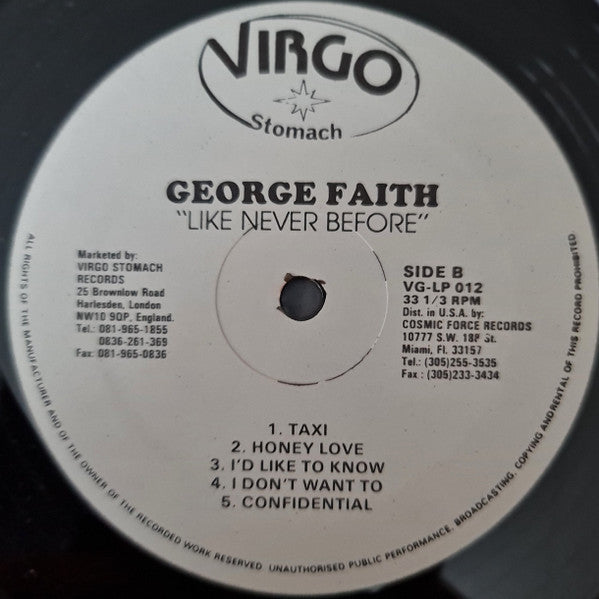 VIRGO
Stomach
GEORGE FAITH
"LIKE NEVER BEFORE"
Marketed by:
VIRGO STOMACH
RECORDS
25 Brownlow Road
Harlesden, London
NW10 9QP, England.
Tel.: 081-965-1855
0836-261-369
Fax: 081-965-0836
SIDE B
VG-LP 012
33 1/3 RPM
Dist. in U.S.A. by:
COSMIC FORCE RECORDS
10777 S.W. 188 St.
Miami, Fl. 33157
Tel.: (305)255-3535
Fax : (305)233-3434
1. TAXI
2. HONEY LOVE
3. I'D LIKE TO KNOW
4. I DON'T WANT TO
5. CONFIDENTIAL
ALL RIGHTS OF THE MANUFACTURER AND OF THE OWNER OF THE RECORDED WORK RESERVED. UNAUTHORISED PUBLIC PERFORMANCE, BROADCASTING, COPYING ANDRENTAL OF THIS RECORD PROHIBITED.